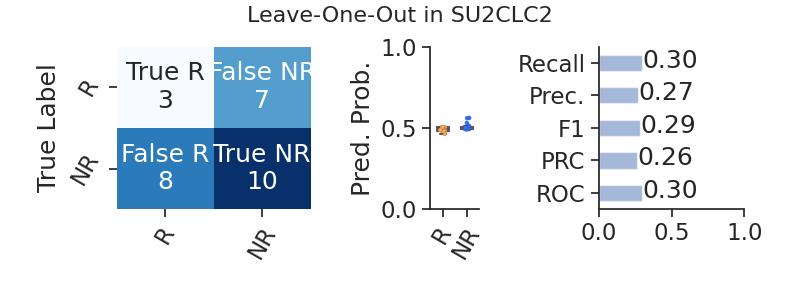 Leave-One-Out in SU2CLC2
True Label
R
NR
True R
3
False NR
7
False R
8
True NR
10
R
NR
Pred. Prob.
1.0
0.5
0.0
R
NR
Recall
0.30
Prec.
0.27
F1
0.29
PRC
0.26
ROC
0.30
0.0
0.5
1.0